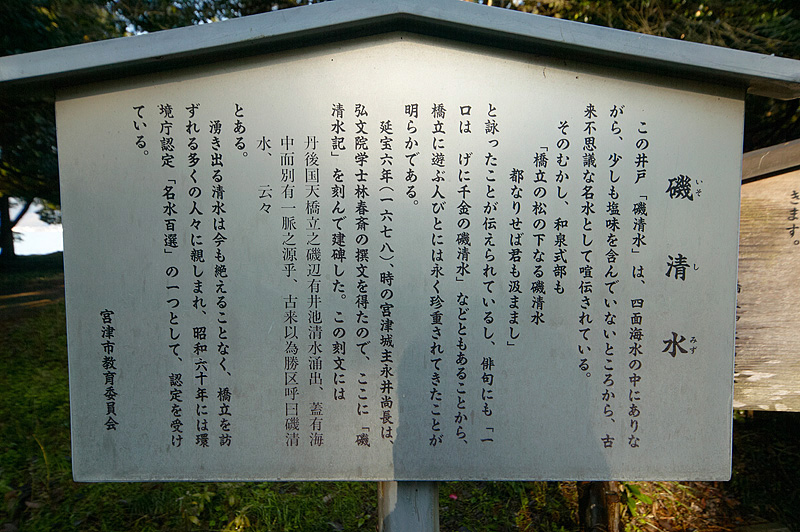 磯清水
いそ し みず
この井戸「磯清水」は、四面海水の中にありな
がら、少しも塩味を含んでいないところから、古
来不思議な名水として喧伝されている。
そのむかし、和泉式部も
「橋立の松の下なる磯清水
都なりせば君も汲ままし」
と詠ったことが伝えられているし、俳句にも「一
口は げに千金の磯清水」などともあることから、
橋立に遊ぶ人びとには永く珍重されてきたことが
明らかである。
延宝六年(一六七八)、時の宮津城主永井尚長は、
弘文院学士林春斎の撰文を得たので、ここに「磯
清水記」を刻んで建碑した。この刻文には
丹後国天橋立之磯辺有井池清水涌出、蓋有海
中而別有一脈之源乎、古来以為勝区呼曰磯清
水、 云々
とある。
湧き出る清水は今も絶えることなく、橋立を訪
ずれる多くの人々に親しまれ、昭和六十年には環
境庁認定「名水百選」の一つとして、認定を受け
ている。
宮津市教育委員会
きます。